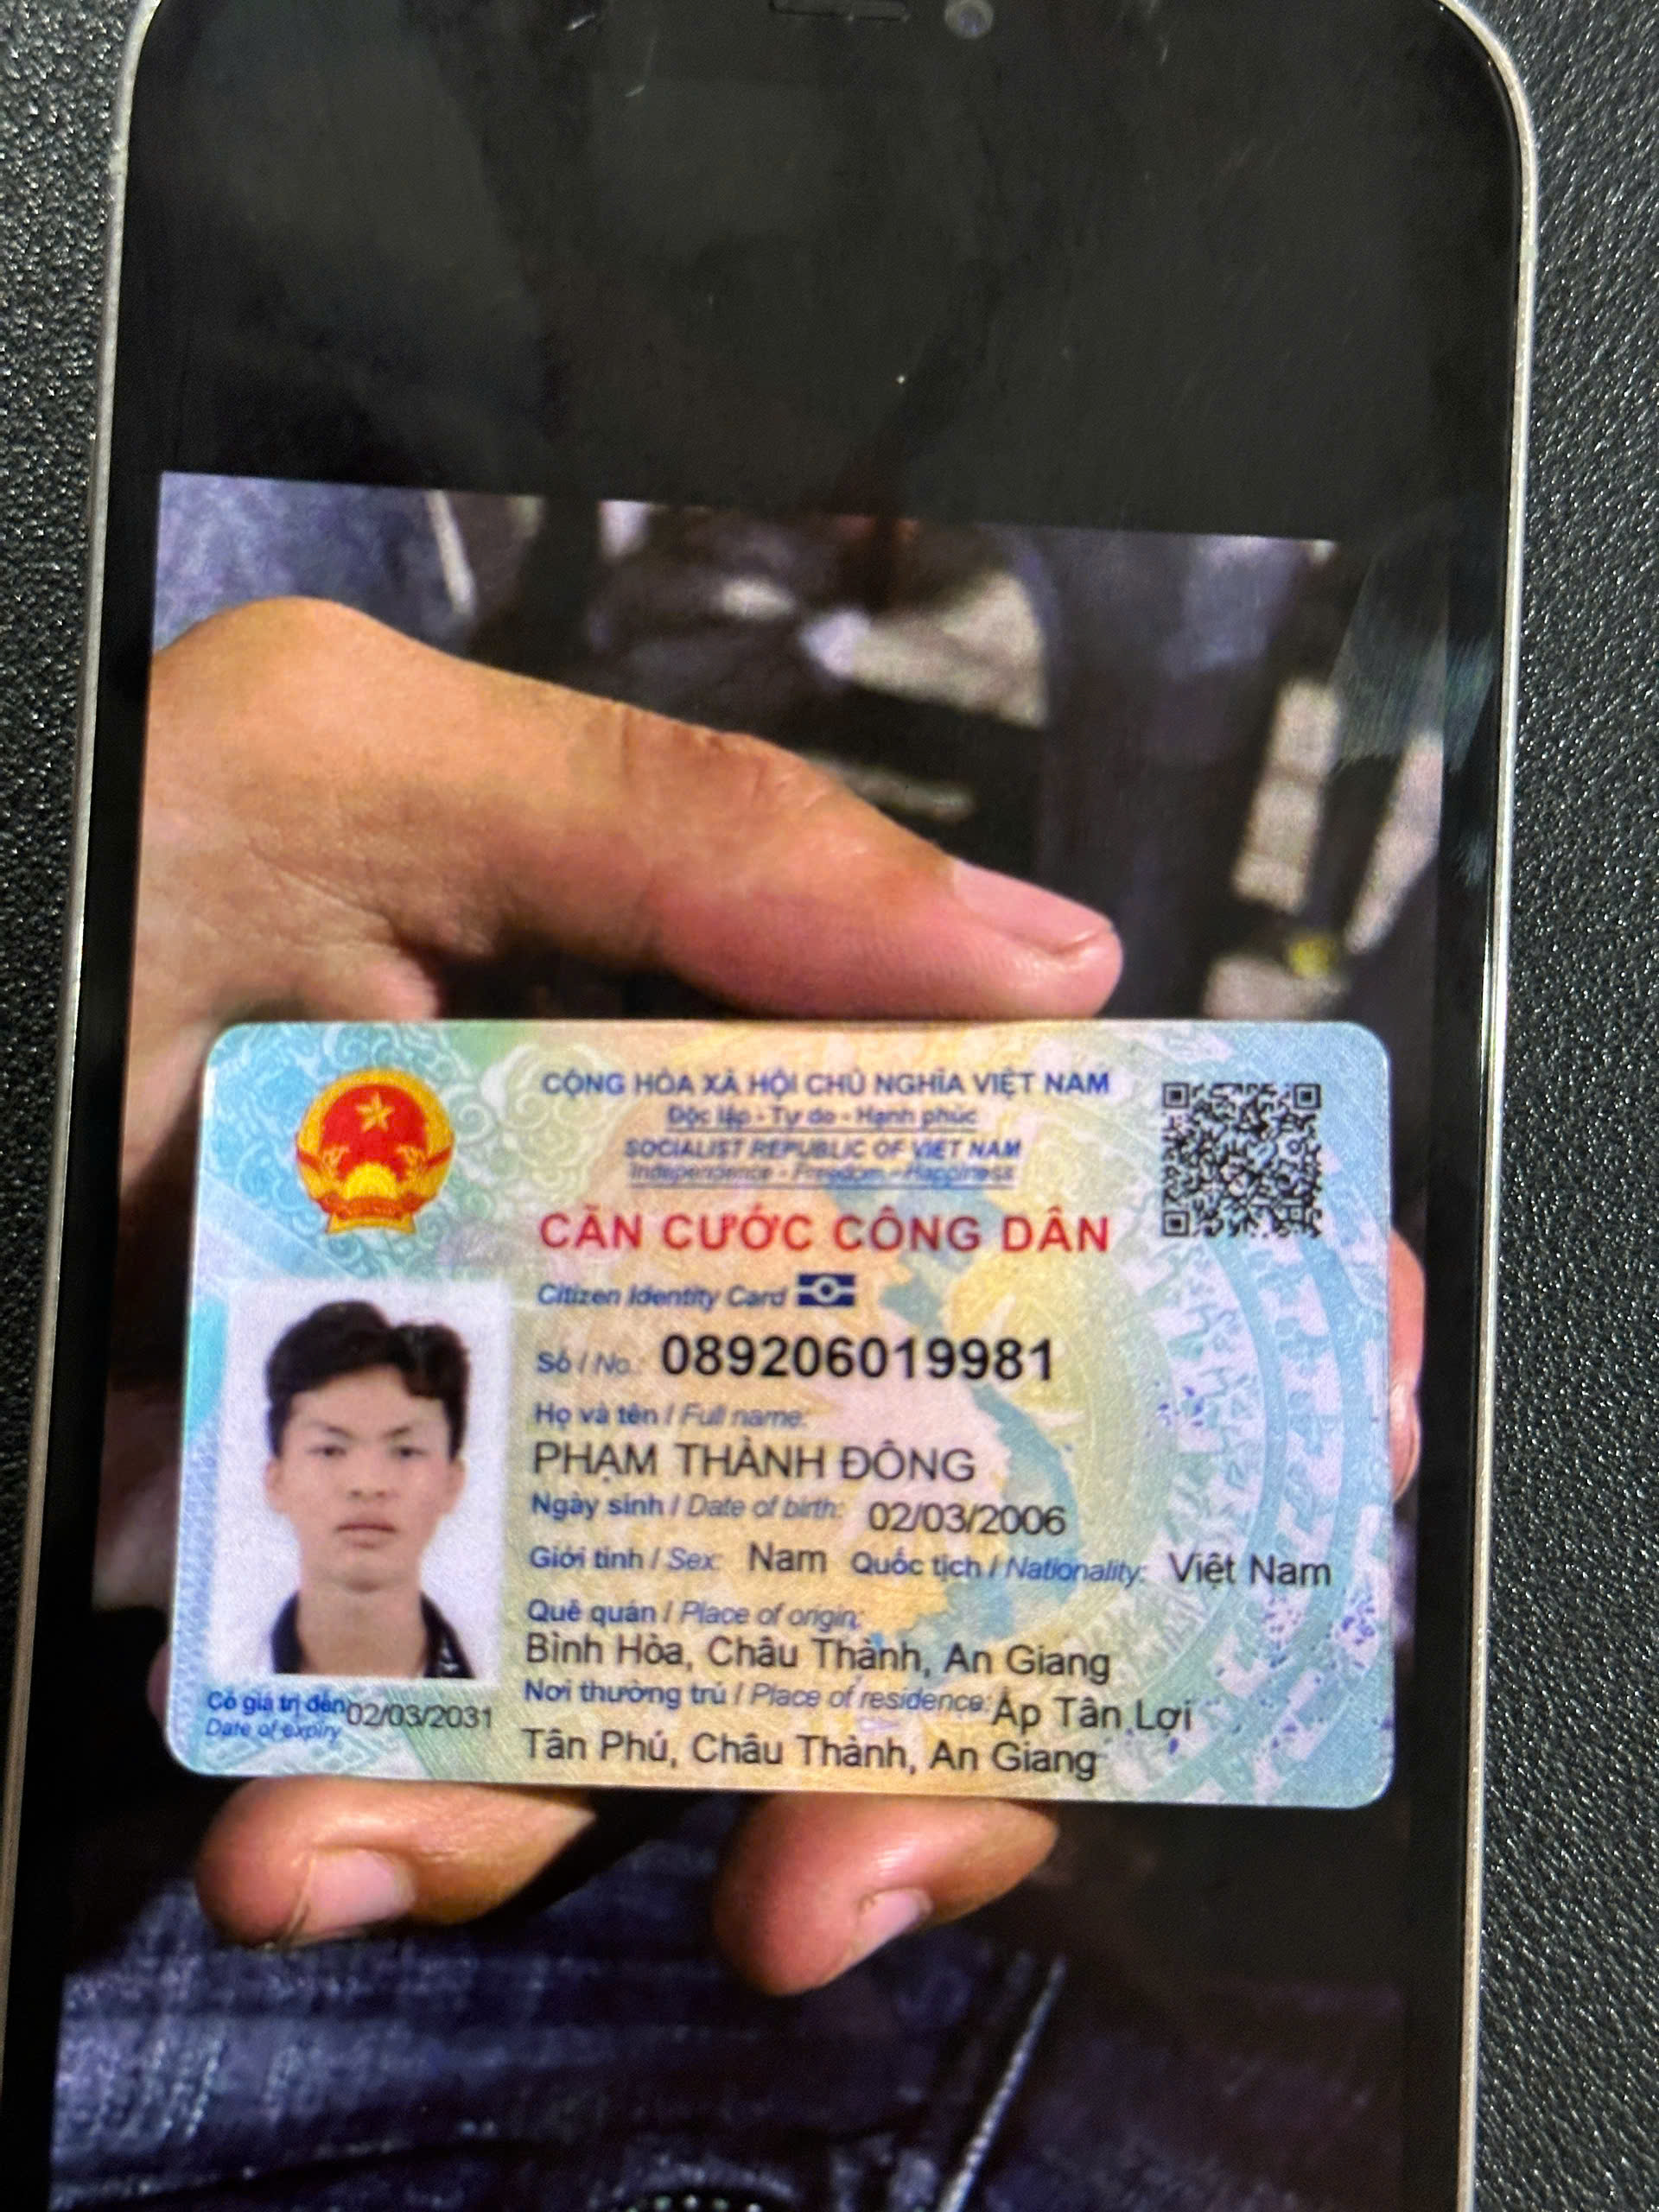 CỘNG HÒA XÃ HỘI CHỦ NGHĨA VIỆT NAM
Độc lập - Tự do - Hạnh phúc
SOCIALIST REPUBLIC OF VIET NAM
Independence - Freedom - Happiness
CĂN CƯỚC CÔNG DÂN
Citizen Identity Card
Số / No.: 089206019981
Họ và tên / Full name:
PHẠM THÀNH ĐÔNG
Ngày sinh / Date of birth: 02/03/2006
Giới tính / Sex: Nam Quốc tịch / Nationality: Việt Nam
Quê quán / Place of origin:
Bình Hòa, Châu Thành, An Giang
Nơi thường trú / Place of residence: Ấp Tân Lợi
Tân Phú, Châu Thành, An Giang
Có giá trị đến: 02/03/2031
Date of expiry